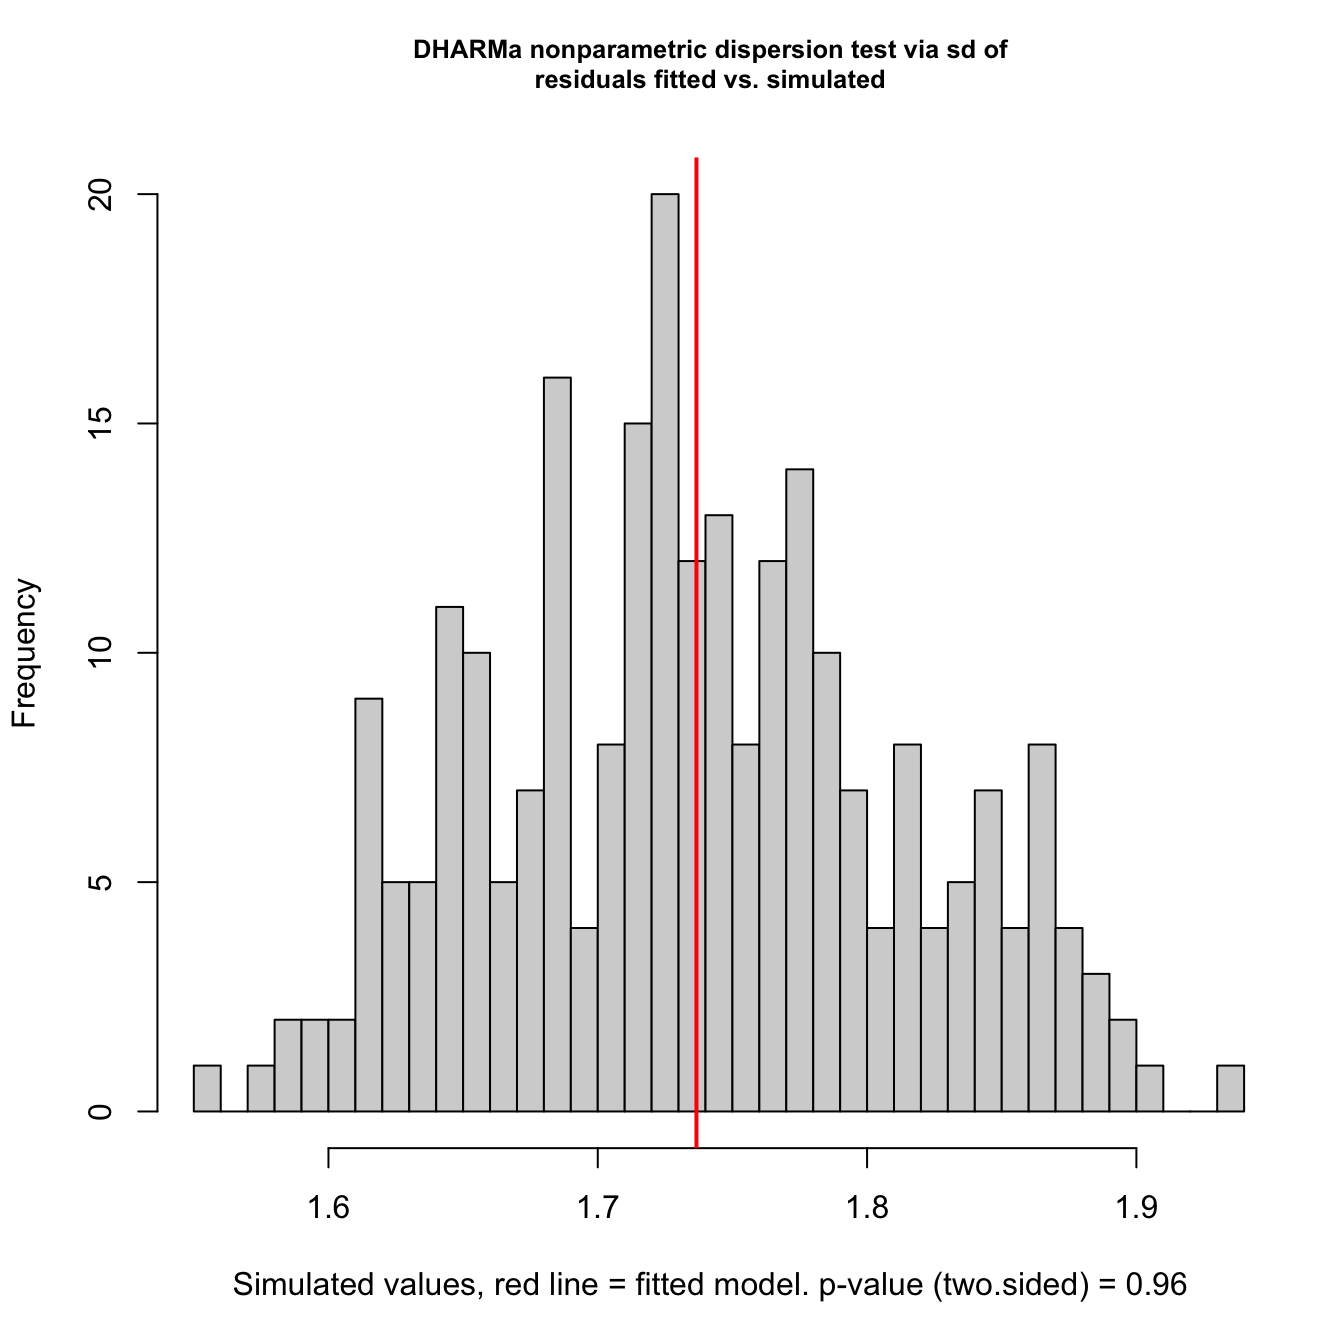 DHARMa nonparametric dispersion test via sd of
residuals fitted vs. simulated
20
15
10
5
0
Frequency
1.6 1.7 1.8 1.9
Simulated values, red line = fitted model. p-value (two.sided) = 0.96